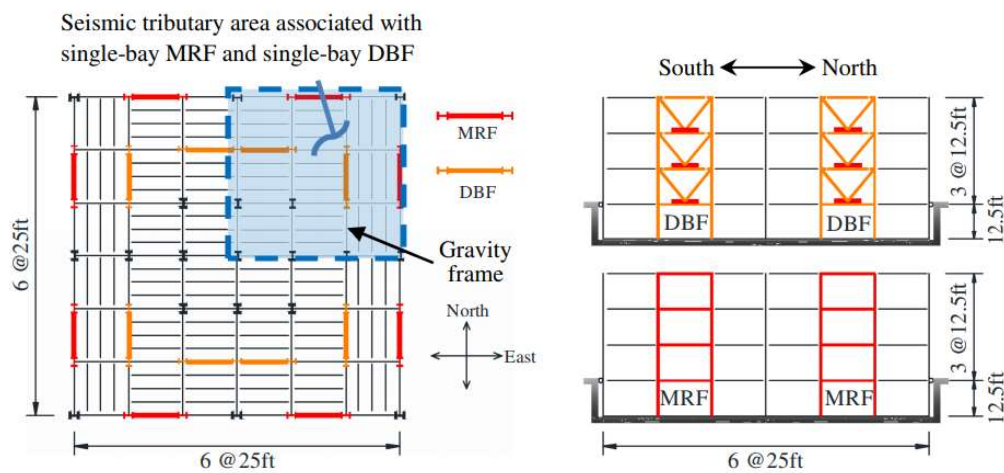 Seismic tributary area associated with
single-bay MRF and single-bay DBF
MRF
DBF
Gravity
frame
North
East
6 @25ft
6 @25ft
South North
DBF DBF
3 @12.5ft
12.5ft
MRF MRF
3 @12.5ft
12.5ft
6 @25ft